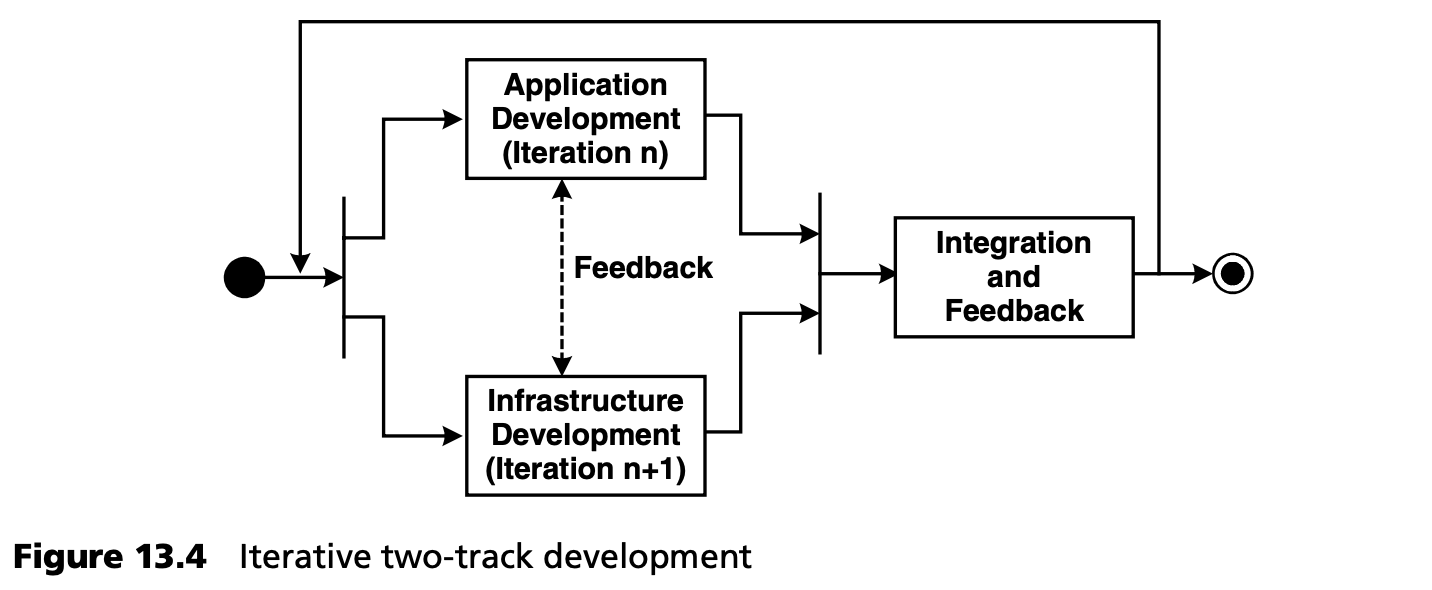 Application
Development
(Iteration n)
Feedback
Integration
and
Feedback
Infrastructure
Development
(Iteration n+1)
Figure 13.4 Iterative two-track development